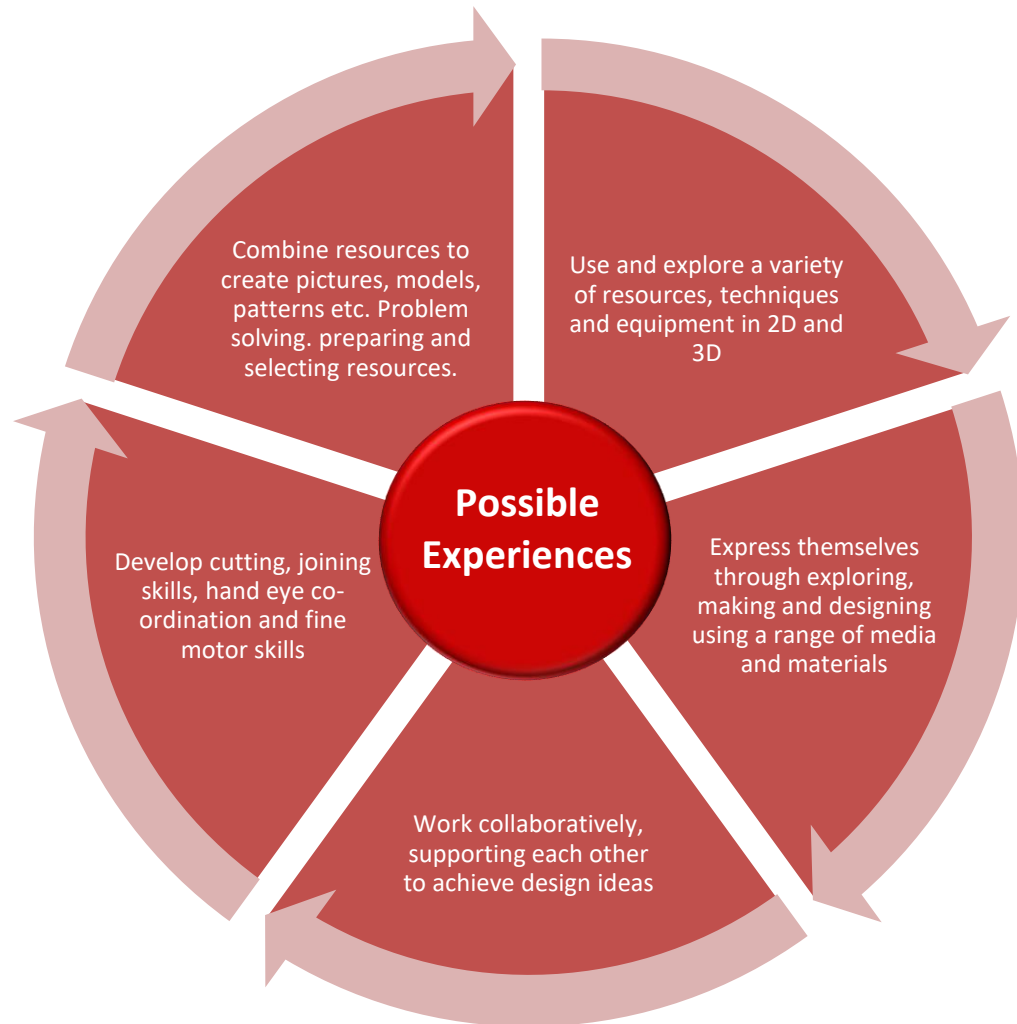 Combine resources to
create pictures, models,
patterns etc. Problem
solving. preparing and
selecting resources.
Use and explore a variety
of resources, techniques
and equipment in 2D and
3D
Possible
Experiences
Develop cutting, joining
skills, hand eye co-
ordination and fine
motor skills
Express themselves
through exploring,
making and designing
using a range of media
and materials
Work collaboratively,
supporting each other
to achieve design ideas